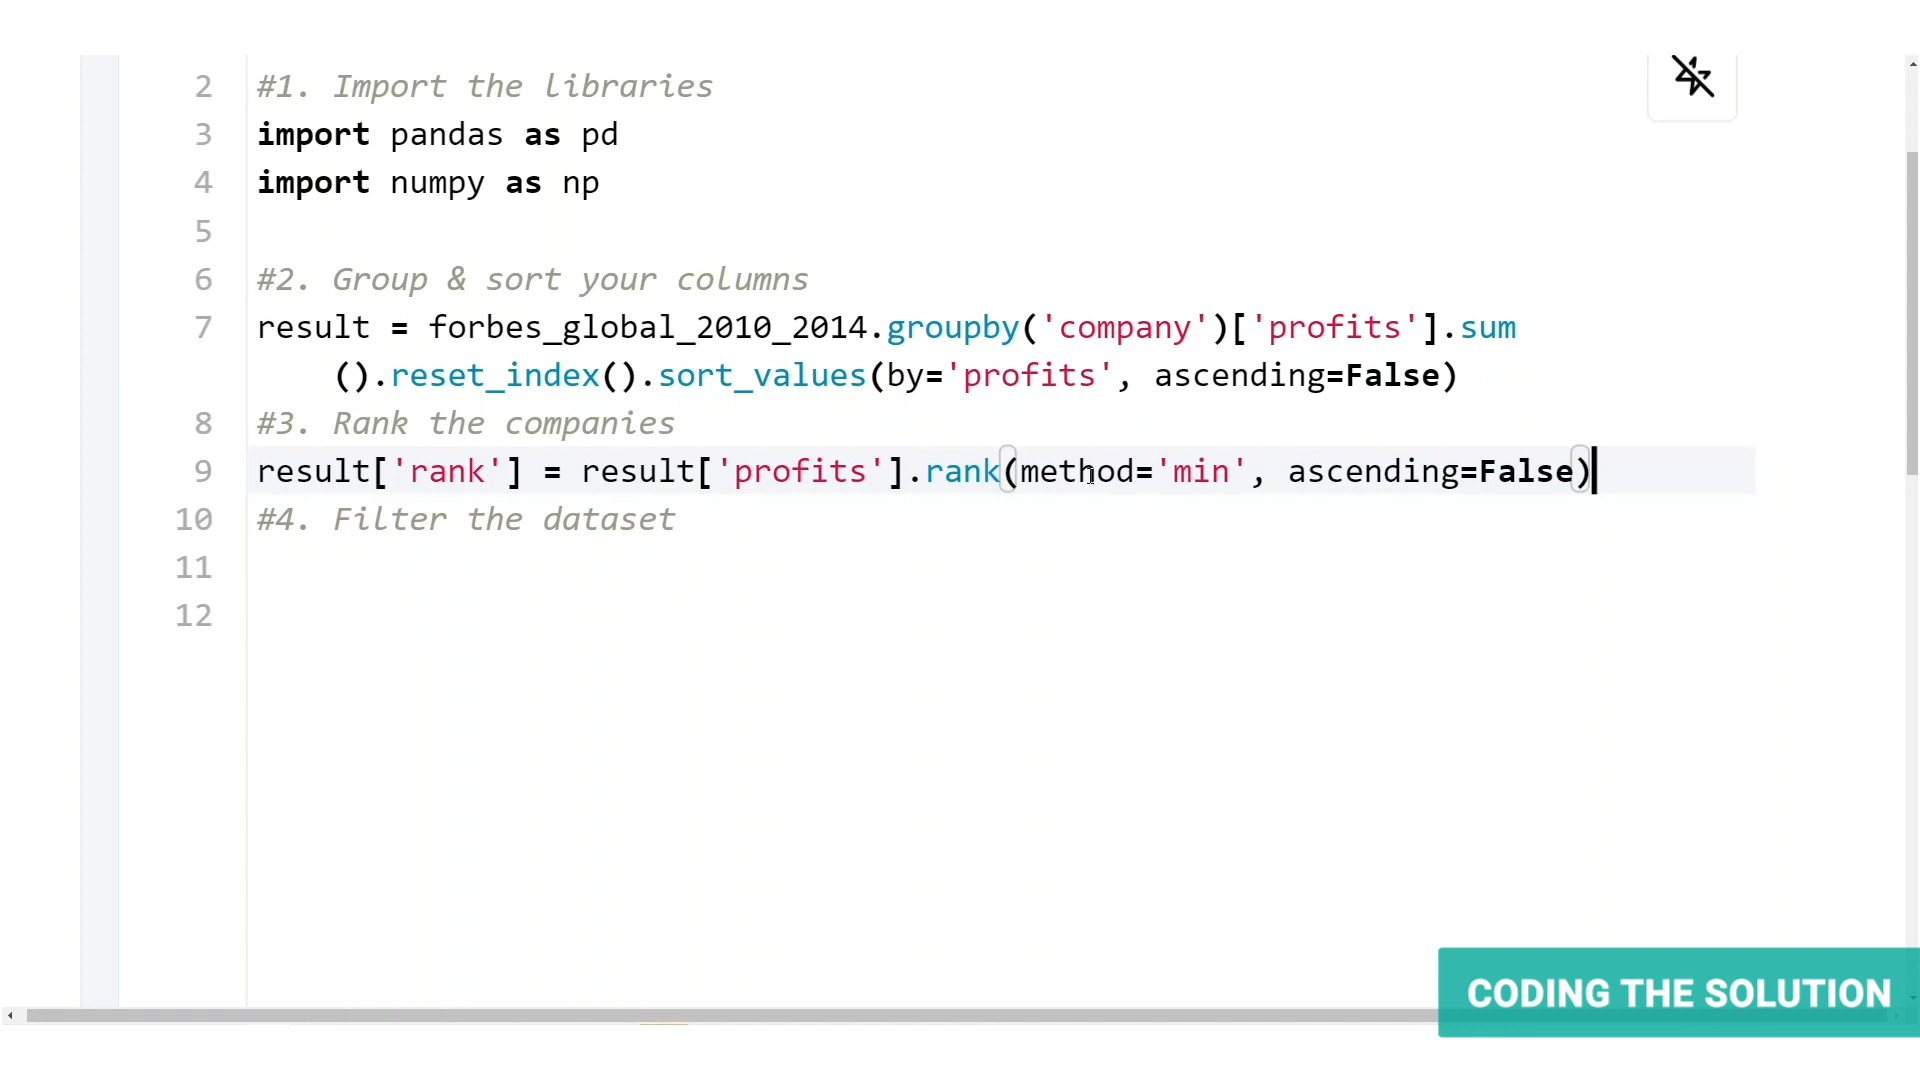 2 #1. Import the libraries
3 import pandas as pd
4 import numpy as np
5
6 #2. Group & sort your columns
7 result = forbes_global_2010_2014.groupby('company')['profits'].sum
().reset_index().sort_values(by='profits', ascending=False)
8 #3. Rank the companies
9 result['rank'] = result['profits'].rank(method='min', ascending=False)
10 #4. Filter the dataset
11
12
CODING THE SOLUTION